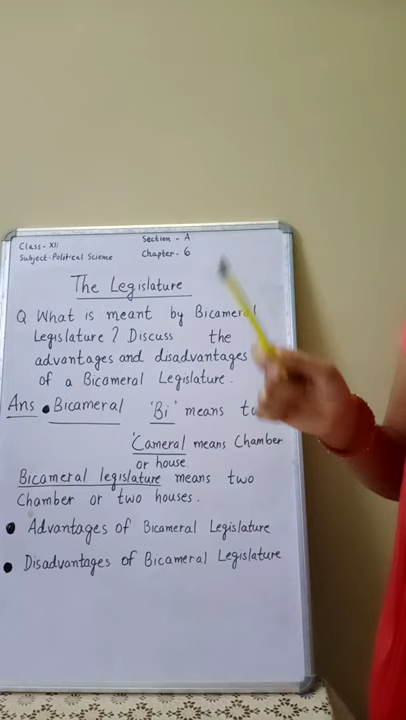 Class - XII
Section - A
Subject - Political Science
Chapter - 6
The Legislature
Q What is meant by Bicameral
Legislature? Discuss the
advantages and disadvantages
of a Bicameral Legislature.
Ans • Bicameral 'Bi' means
'Cameral means Chamber
or house
Bicameral legislature means two
Chamber or two houses.
• Advantages of Bicameral Legislature
• Disadvantages of Bicameral Legislature